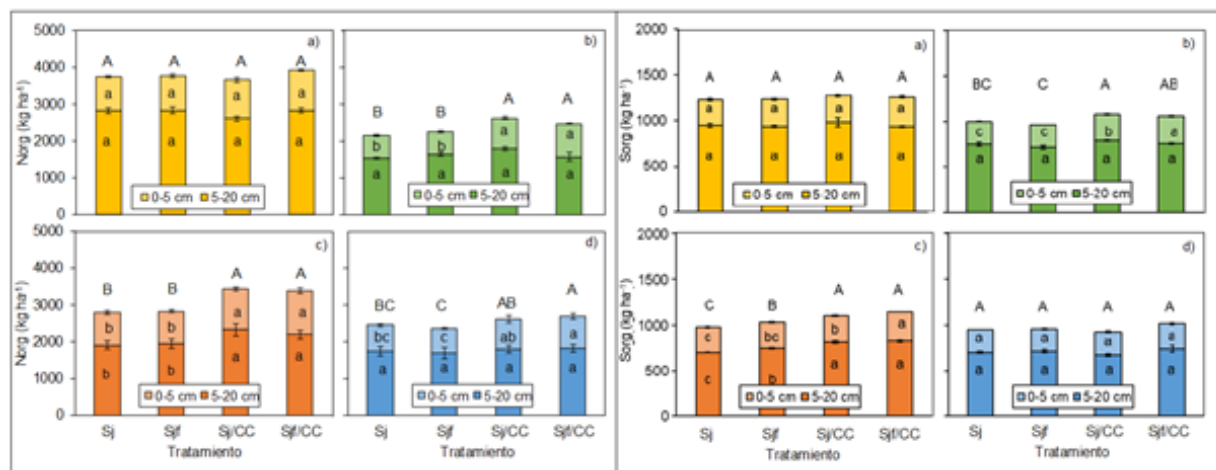 5000
4000
3000
2000
1000
0
Norg (kg ha⁻¹)
a)
A A A A
a a a a
a a a a
0-5 cm 5-20 cm
b)
B B A A
b b a a
a a a a
0-5 cm 5-20 cm
5000
4000
3000
2000
1000
0
Norg (kg ha⁻¹)
c)
B B A A
b b a a
b b a a
0-5 cm 5-20 cm
Sj Sjf Sj/CC Sjf/CC
Tratamiento
d)
BC C AB A
bc c ab a
a a a a
0-5 cm 5-20 cm
Sj Sjf Sj/CC Sjf/CC
Tratamiento
2000
1500
1000
500
0
Sorg (kg ha⁻¹)
a)
A A A A
a a a a
a a a a
0-5 cm 5-20 cm
b)
BC C A AB
c c b a
a a a a
0-5 cm 5-20 cm
2000
1500
1000
500
0
Sorg (kg ha⁻¹)
c)
C B A A
c bc b a
c b a a
0-5 cm 5-20 cm
Sj Sjf Sj/CC Sjf/CC
Tratamiento
d)
A A A A
a a a a
a a a a
0-5 cm 5-20 cm
Sj Sjf Sj/CC Sjf/CC
Tratamiento